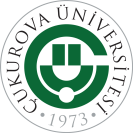 ÇUKUROVA ÜNİVERSİTESİ
• 1973 •